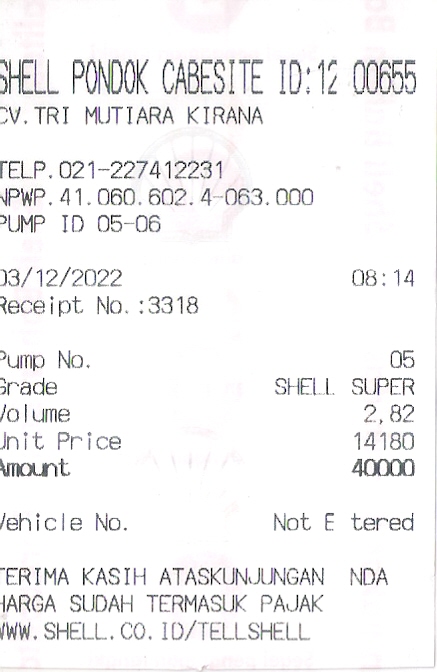 SHELL PONDOK CABESITE ID:12 00655
CV.TRI MUTIARA KIRANA
TELP.021-227412231
NPWP.41.060.602.4-063.000
PUMP ID 05-06
03/12/2022 08:14
Receipt No.:3318
Pump No. 05
Grade SHELL SUPER
Volume 2,82
Unit Price 14180
Amount 40000
Vehicle No. Not E tered
TERIMA KASIH ATASKUNJUNGAN NDA
HARGA SUDAH TERMASUK PAJAK
WWW.SHELL.CO.ID/TELLSHELL